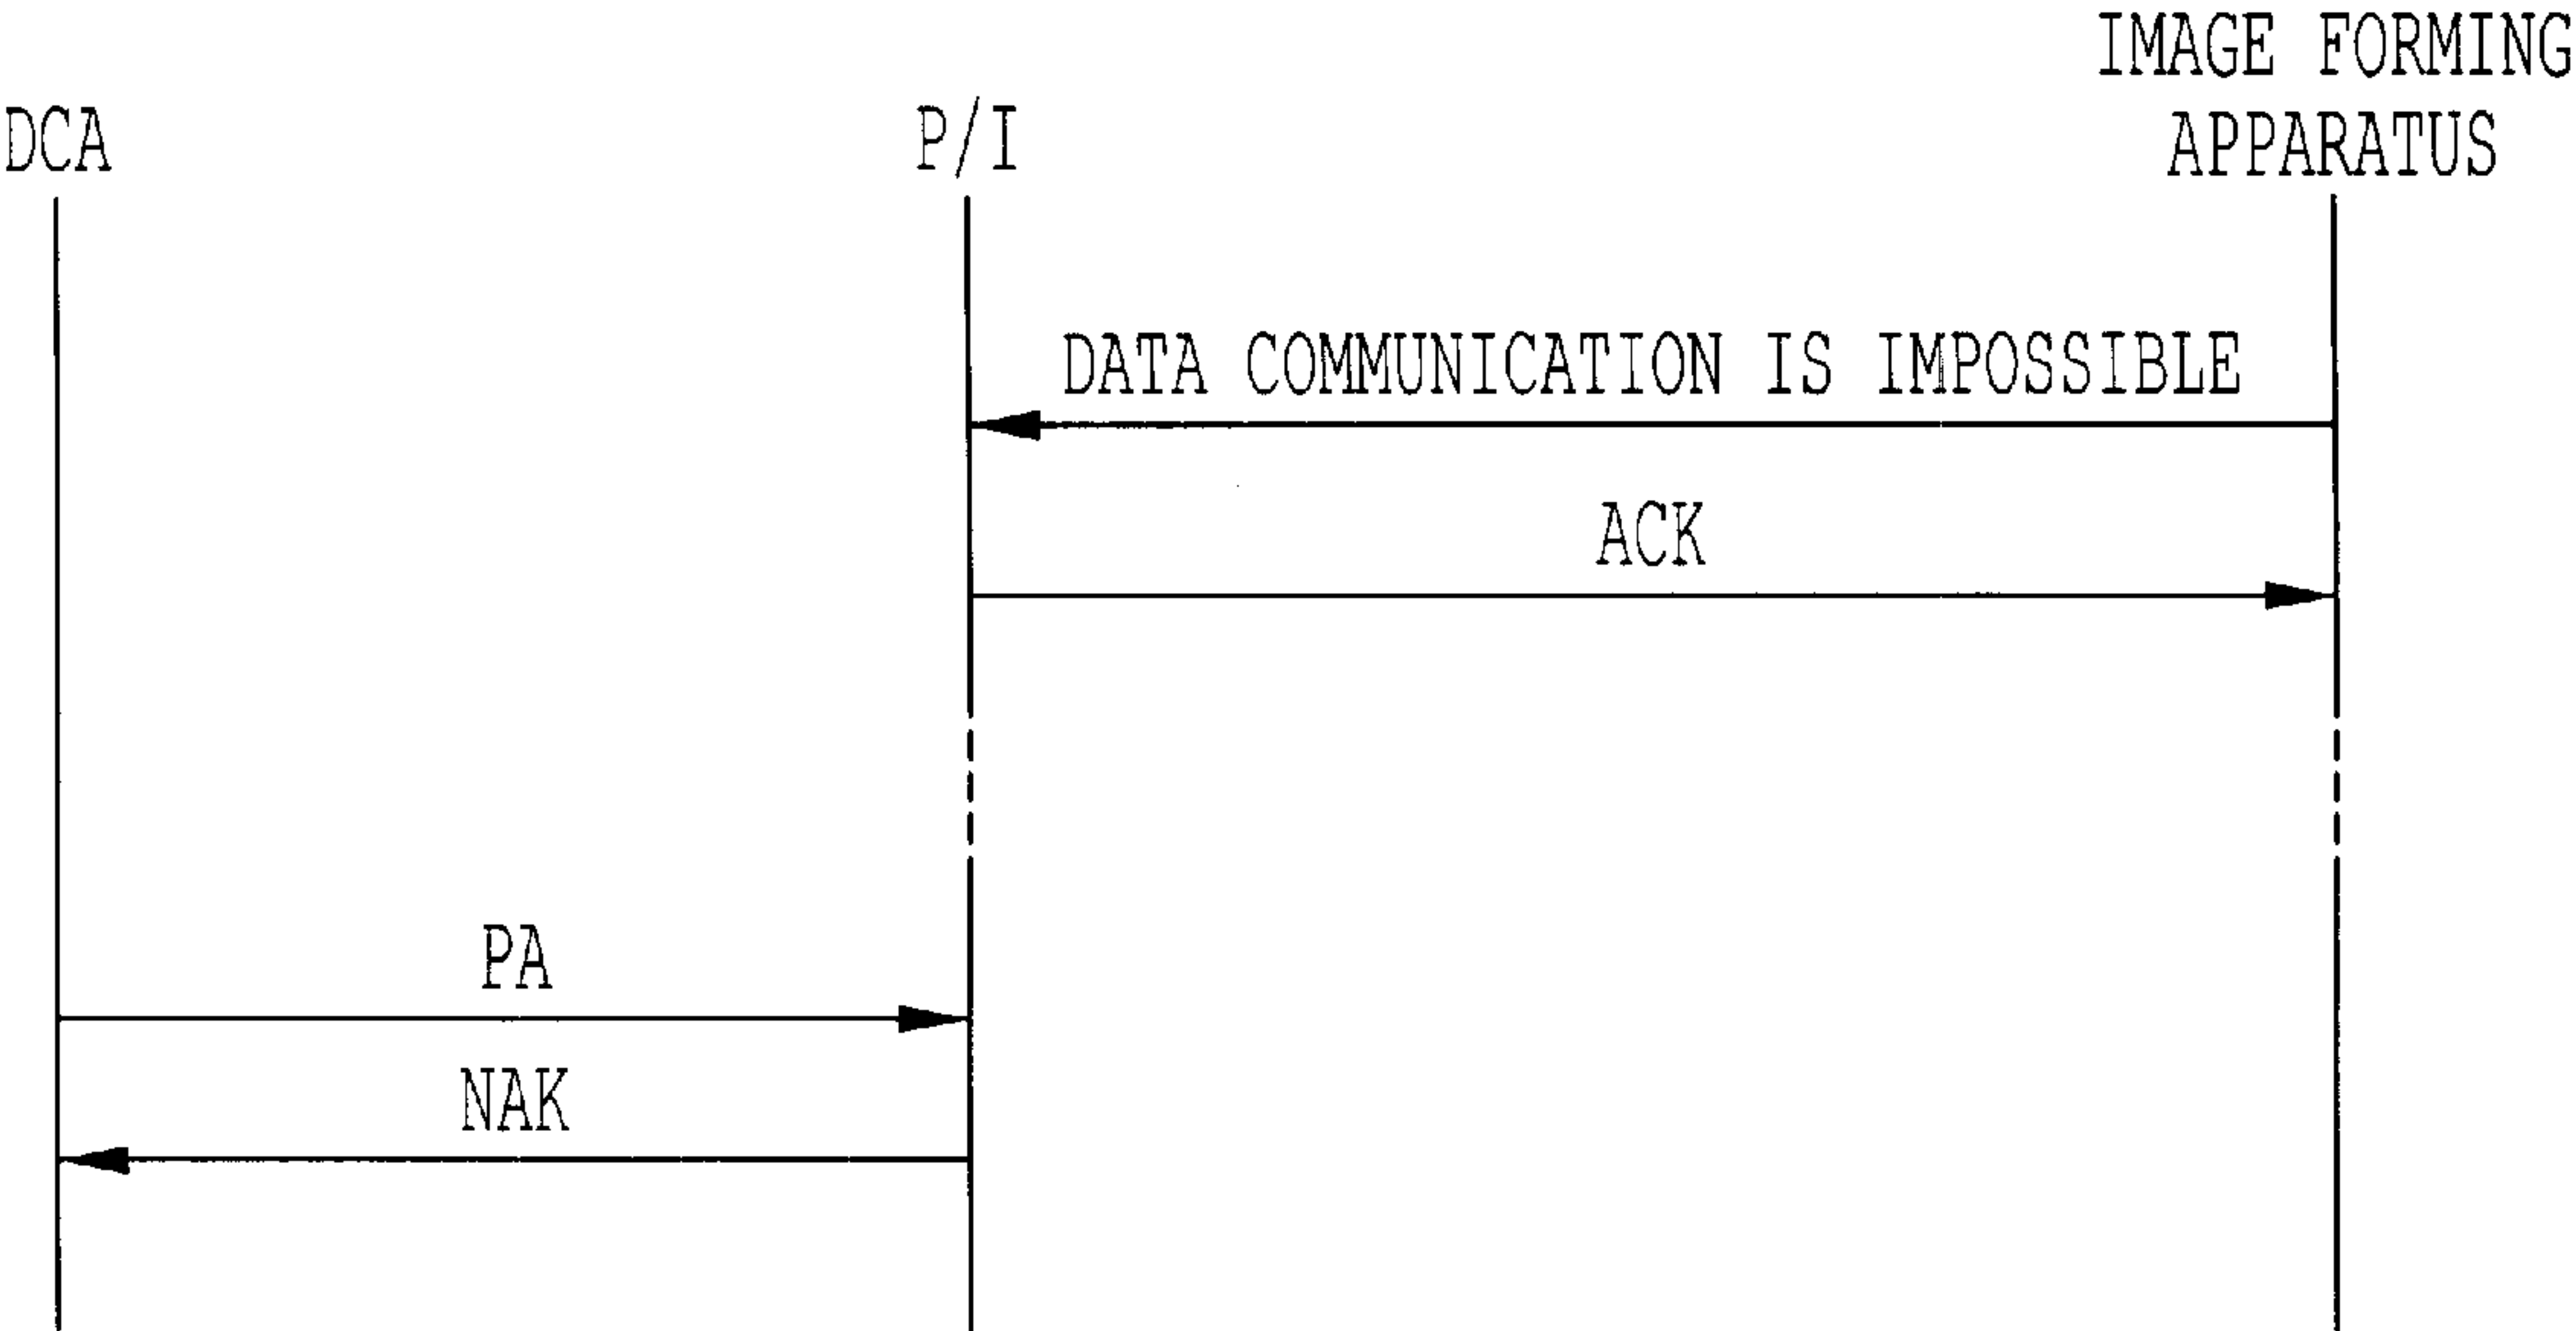 IMAGE FORMING
APPARATUS
DCA
P/I
DATA COMMUNICATION IS IMPOSSIBLE
ACK
PA
NAK